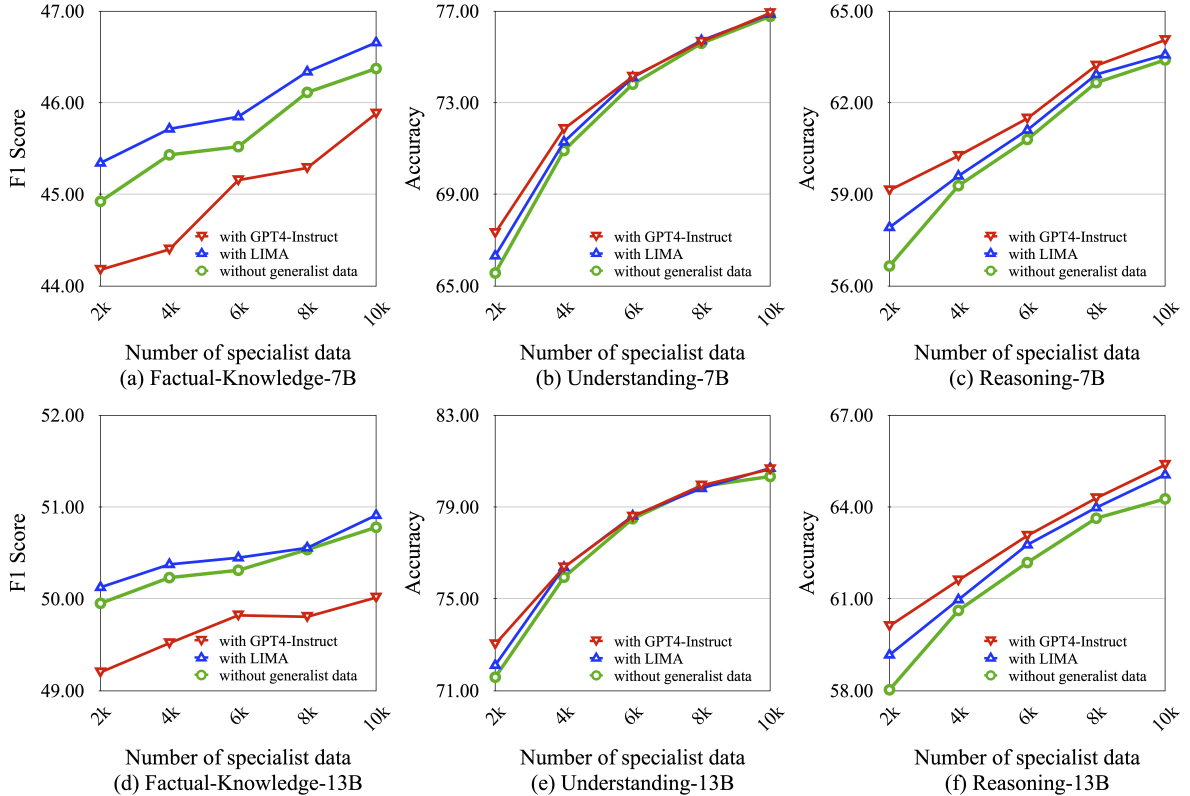 47.00
46.00
45.00
44.00
F1 Score
with GPT4-Instruct
with LIMA
without generalist data
2k 4k 6k 8k 10k
Number of specialist data
(a) Factual-Knowledge-7B
77.00
73.00
69.00
65.00
Accuracy
with GPT4-Instruct
with LIMA
without generalist data
2k 4k 6k 8k 10k
Number of specialist data
(b) Understanding-7B
65.00
62.00
59.00
56.00
Accuracy
with GPT4-Instruct
with LIMA
without generalist data
2k 4k 6k 8k 10k
Number of specialist data
(c) Reasoning-7B
52.00
51.00
50.00
49.00
F1 Score
with GPT4-Instruct
with LIMA
without generalist data
2k 4k 6k 8k 10k
Number of specialist data
(d) Factual-Knowledge-13B
83.00
79.00
75.00
71.00
Accuracy
with GPT4-Instruct
with LIMA
without generalist data
2k 4k 6k 8k 10k
Number of specialist data
(e) Understanding-13B
67.00
64.00
61.00
58.00
Accuracy
with GPT4-Instruct
with LIMA
without generalist data
2k 4k 6k 8k 10k
Number of specialist data
(f) Reasoning-13B